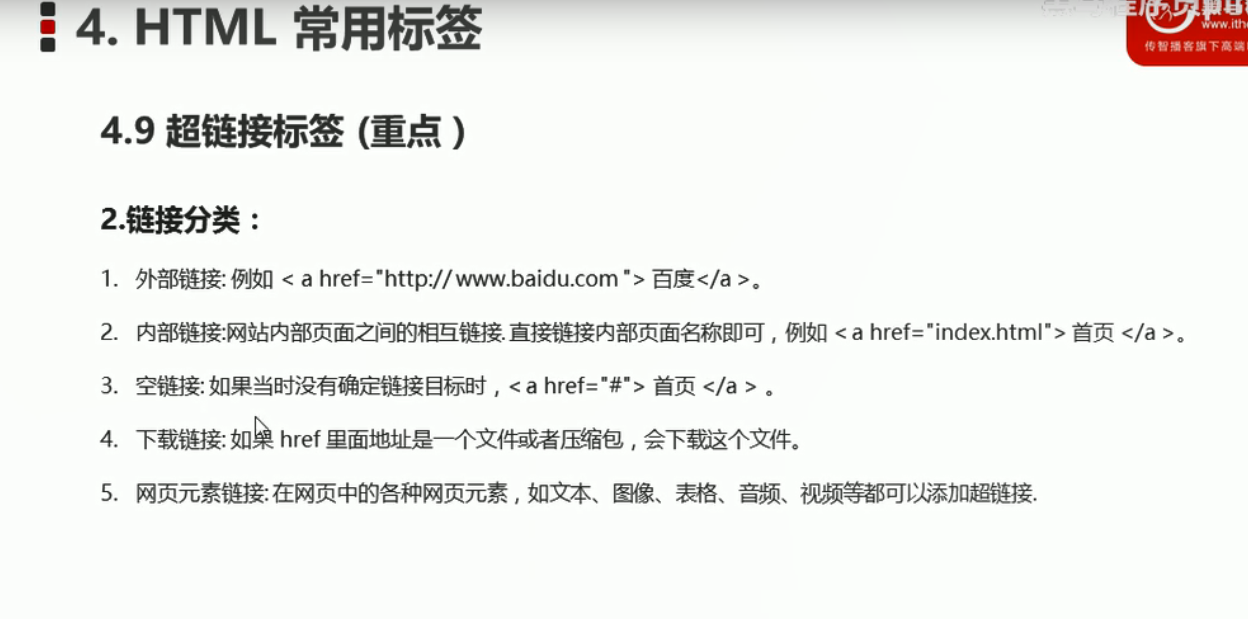 4. HTML 常用标签
www.ith
传智播客旗下高端
4.9 超链接标签 (重点)
2.链接分类：
1. 外部链接: 例如 < a href="http:// www.baidu.com "> 百度</a >。
2. 内部链接:网站内部页面之间的相互链接. 直接链接内部页面名称即可，例如 < a href="index.html"> 首页 </a >。
3. 空链接: 如果当时没有确定链接目标时，< a href="#"> 首页 </a > 。
4. 下载链接: 如果 href 里面地址是一个文件或者压缩包，会下载这个文件。
5. 网页元素链接: 在网页中的各种网页元素，如文本、图像、表格、音频、视频等都可以添加超链接.